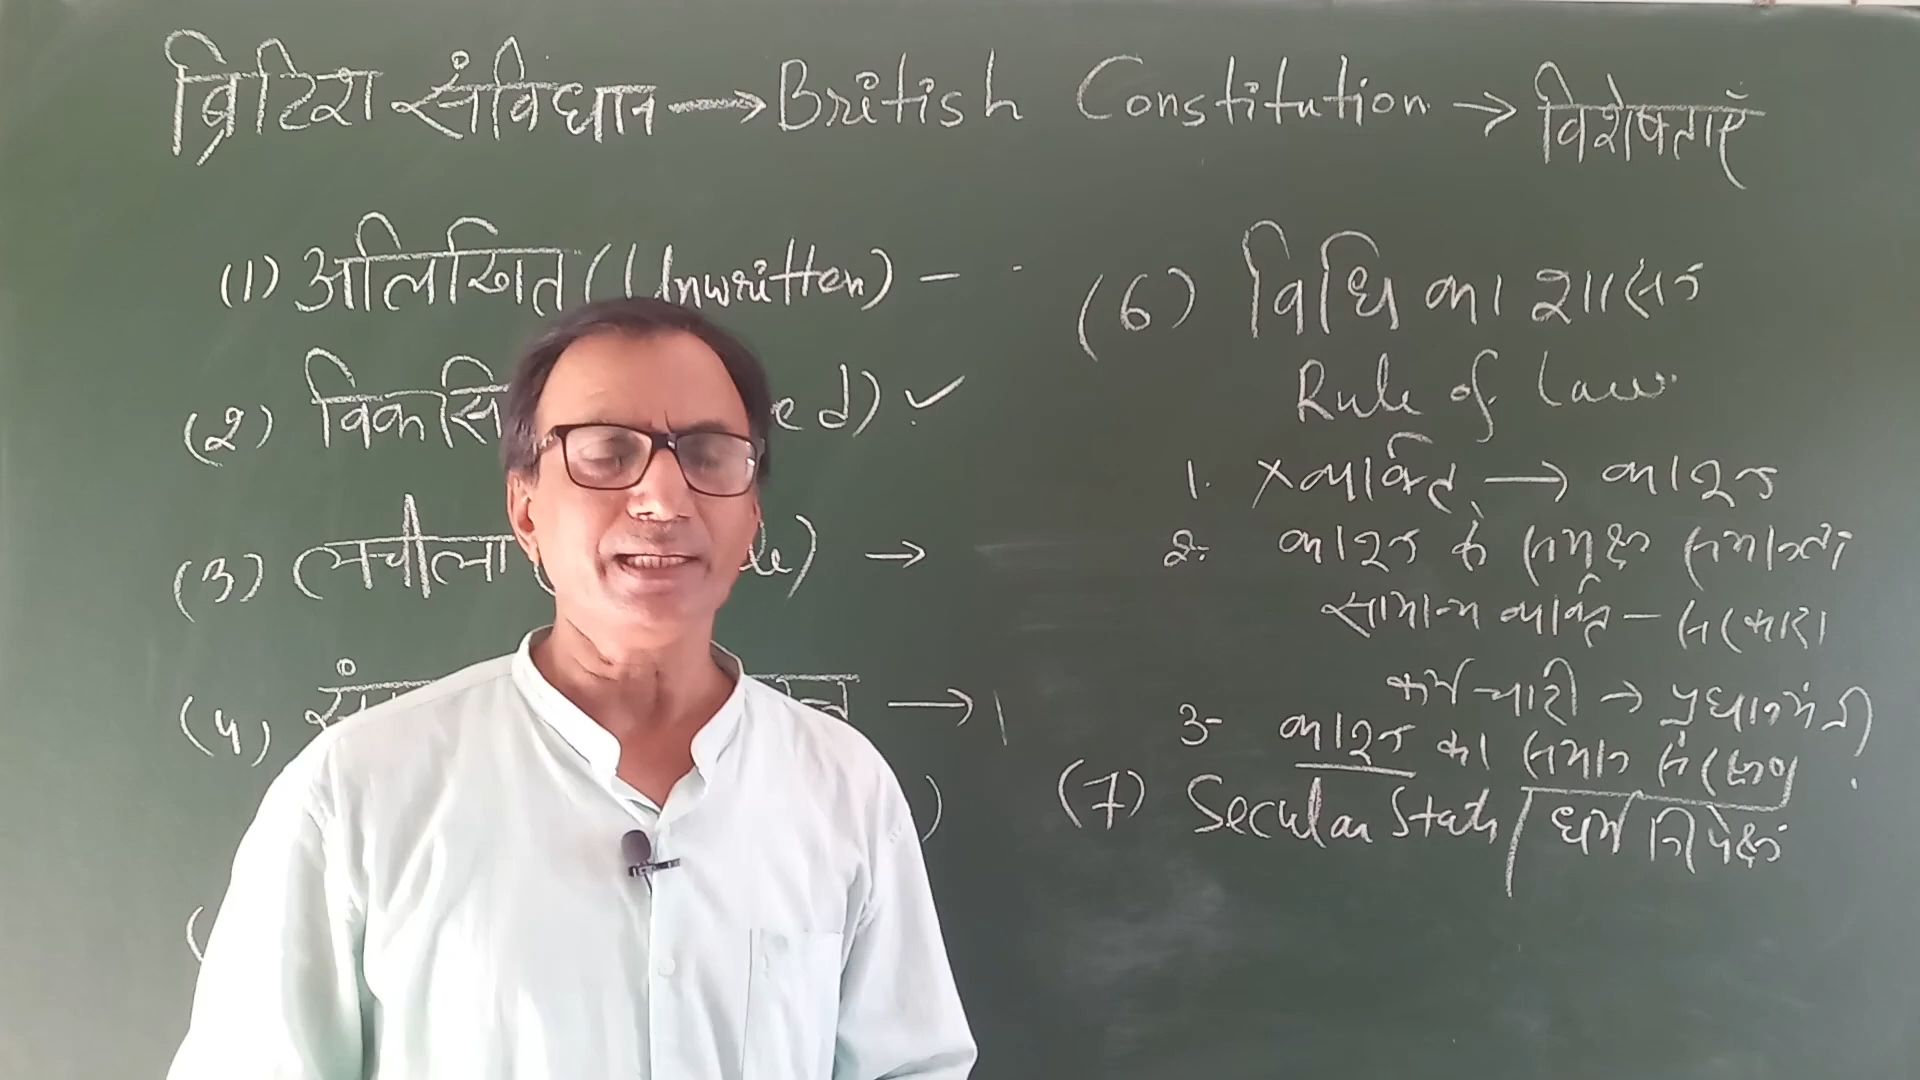 ब्रिटिश संविधान → British Constitution → विशेषताएँ
(1) अलिखित (Unwritten) –
(2) विकसि ed) ✓
(3) लचीला le) →
(4) सं →
(6) विधि का शासन
Rule of Law
1. X व्यक्ति → कानून
2. कानून के समक्ष समानता
सामान्य व्यक्ति – सरकारी
कर्मचारी → प्रधानमंत्री
3- कानून का समान संरक्षण
(7) Secular State / धर्म निरपेक्ष